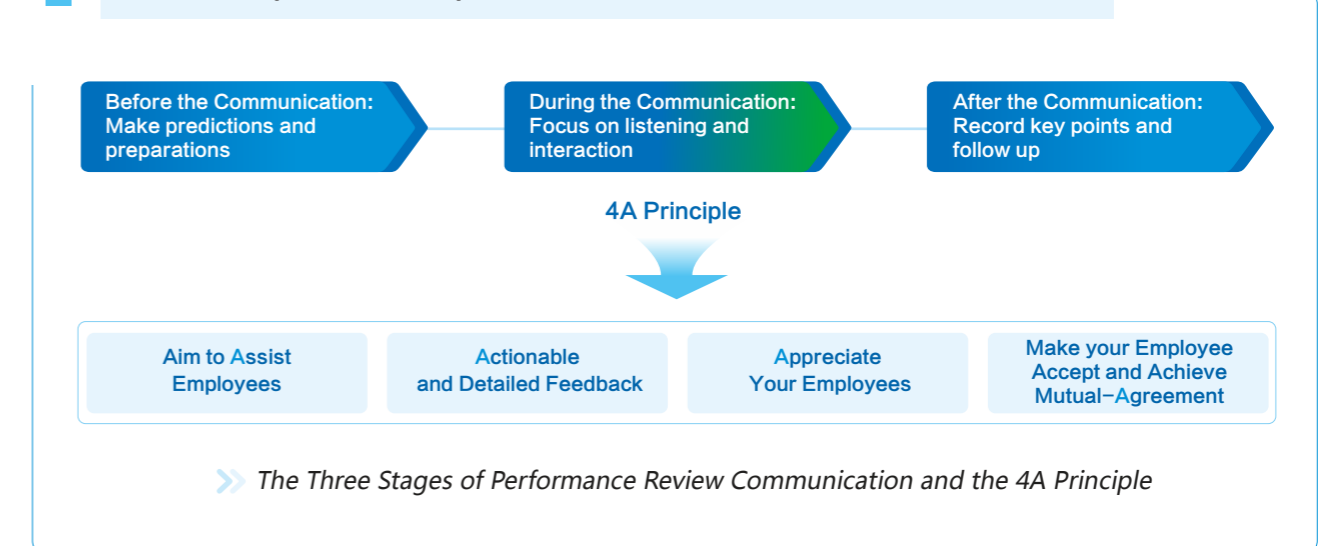 Before the Communication:
Make predictions and
preparations
During the Communication:
Focus on listening and
interaction
After the Communication:
Record key points and
follow up
4A Principle
Aim to Assist
Employees
Actionable
and Detailed Feedback
Appreciate
Your Employees
Make your Employee
Accept and Achieve
Mutual-Agreement
The Three Stages of Performance Review Communication and the 4A Principle